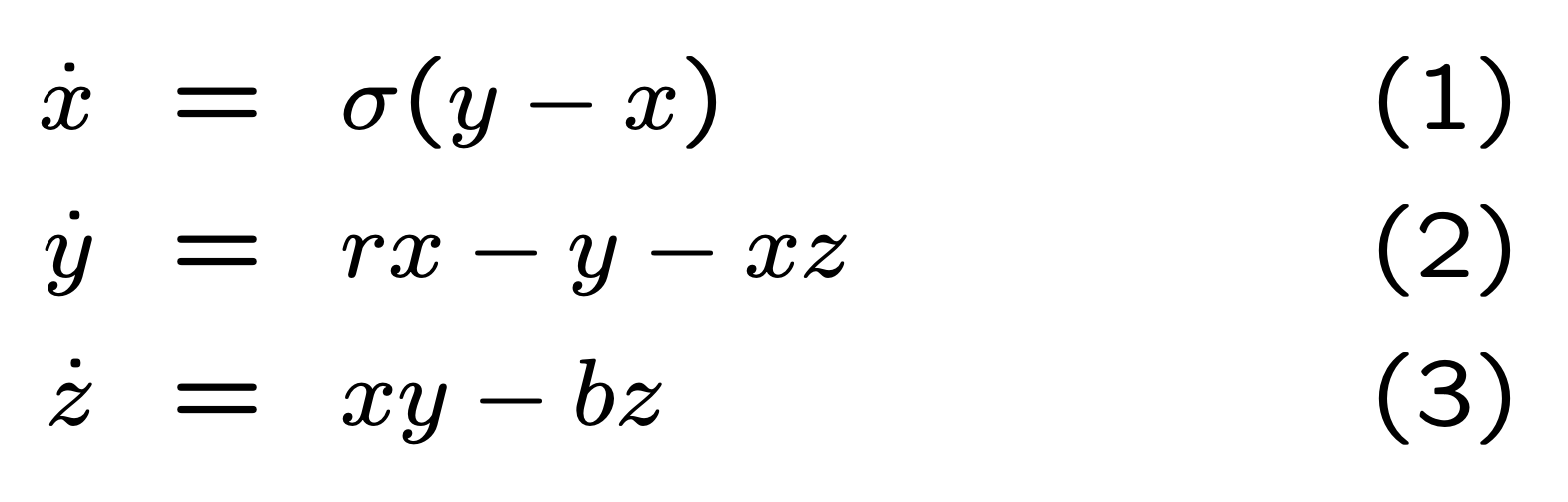 ẋ = σ(y − x) (1)
ẏ = rx − y − xz (2)
ż = xy − bz (3)